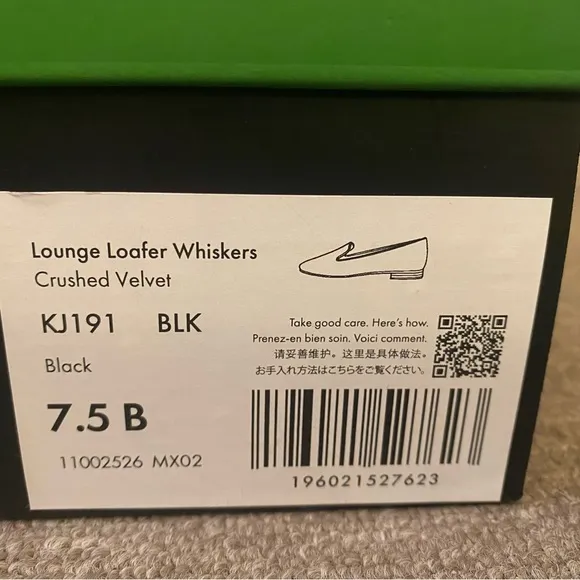 Lounge Loafer Whiskers
Crushed Velvet
KJ191 BLK
Black
7.5 B
11002526 MX02
Take good care. Here's how.
Prenez-en bien soin. Voici comment.
请妥善维护。这里是具体做法。
お手入れ方法はこちらをご覧ください。
196021527623